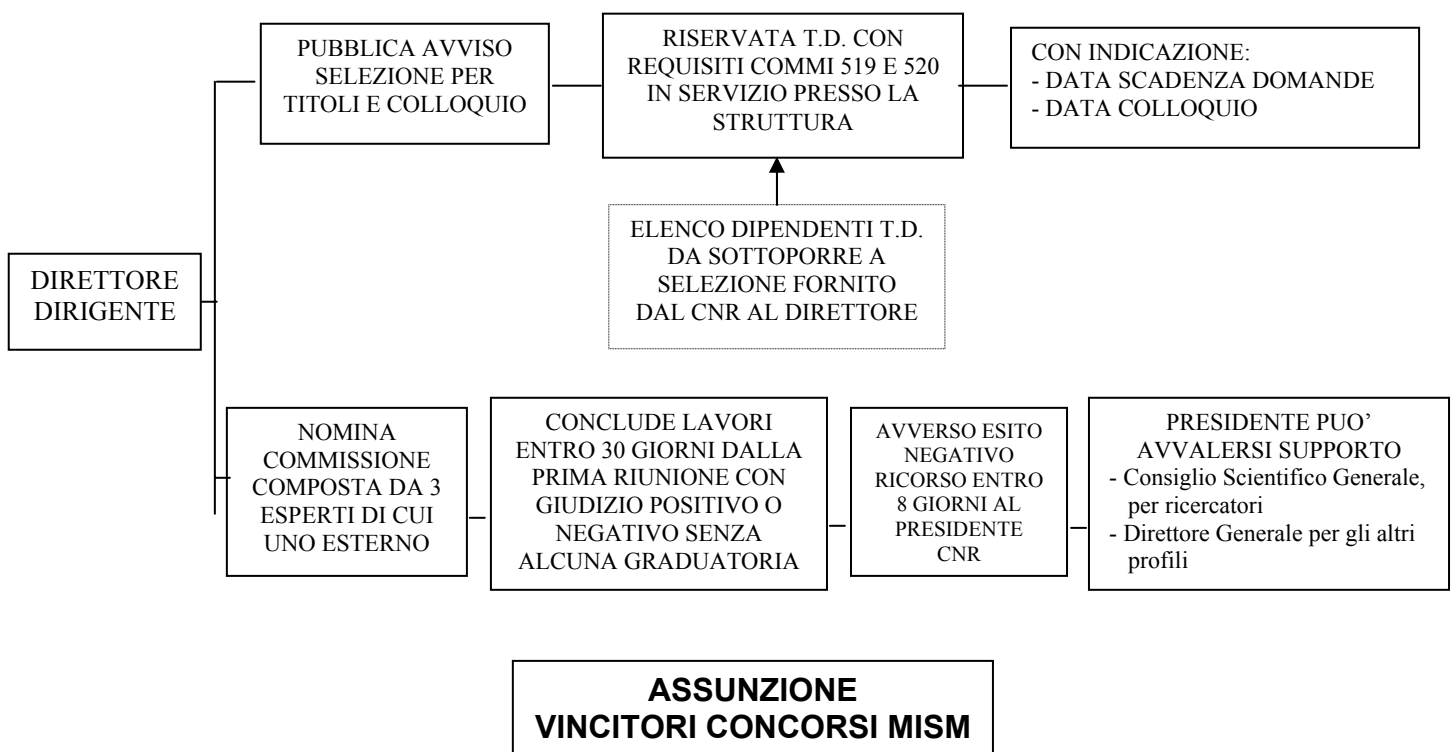 PUBBLICA AVVISO
SELEZIONE PER
TITOLI E COLLOQUIO
RISERVATA T.D. CON
REQUISITI COMMI 519 E 520
IN SERVIZIO PRESSO LA
STRUTTURA
CON INDICAZIONE:
- DATA SCADENZA DOMANDE
- DATA COLLOQUIO
ELENCO DIPENDENTI T.D.
DA SOTTOPORRE A
SELEZIONE FORNITO
DAL CNR AL DIRETTORE
DIRETTORE
DIRIGENTE
NOMINA
COMMISSIONE
COMPOSTA DA 3
ESPERTI DI CUI
UNO ESTERNO
CONCLUDE LAVORI
ENTRO 30 GIORNI DALLA
PRIMA RIUNIONE CON
GIUDIZIO POSITIVO O
NEGATIVO SENZA
ALCUNA GRADUATORIA
AVVERSO ESITO
NEGATIVO
RICORSO ENTRO
8 GIORNI AL
PRESIDENTE
CNR
PRESIDENTE PUO'
AVVALERSI SUPPORTO
- Consiglio Scientifico Generale,
per ricercatori
- Direttore Generale per gli altri
profili
ASSUNZIONE
VINCITORI CONCORSI MISM